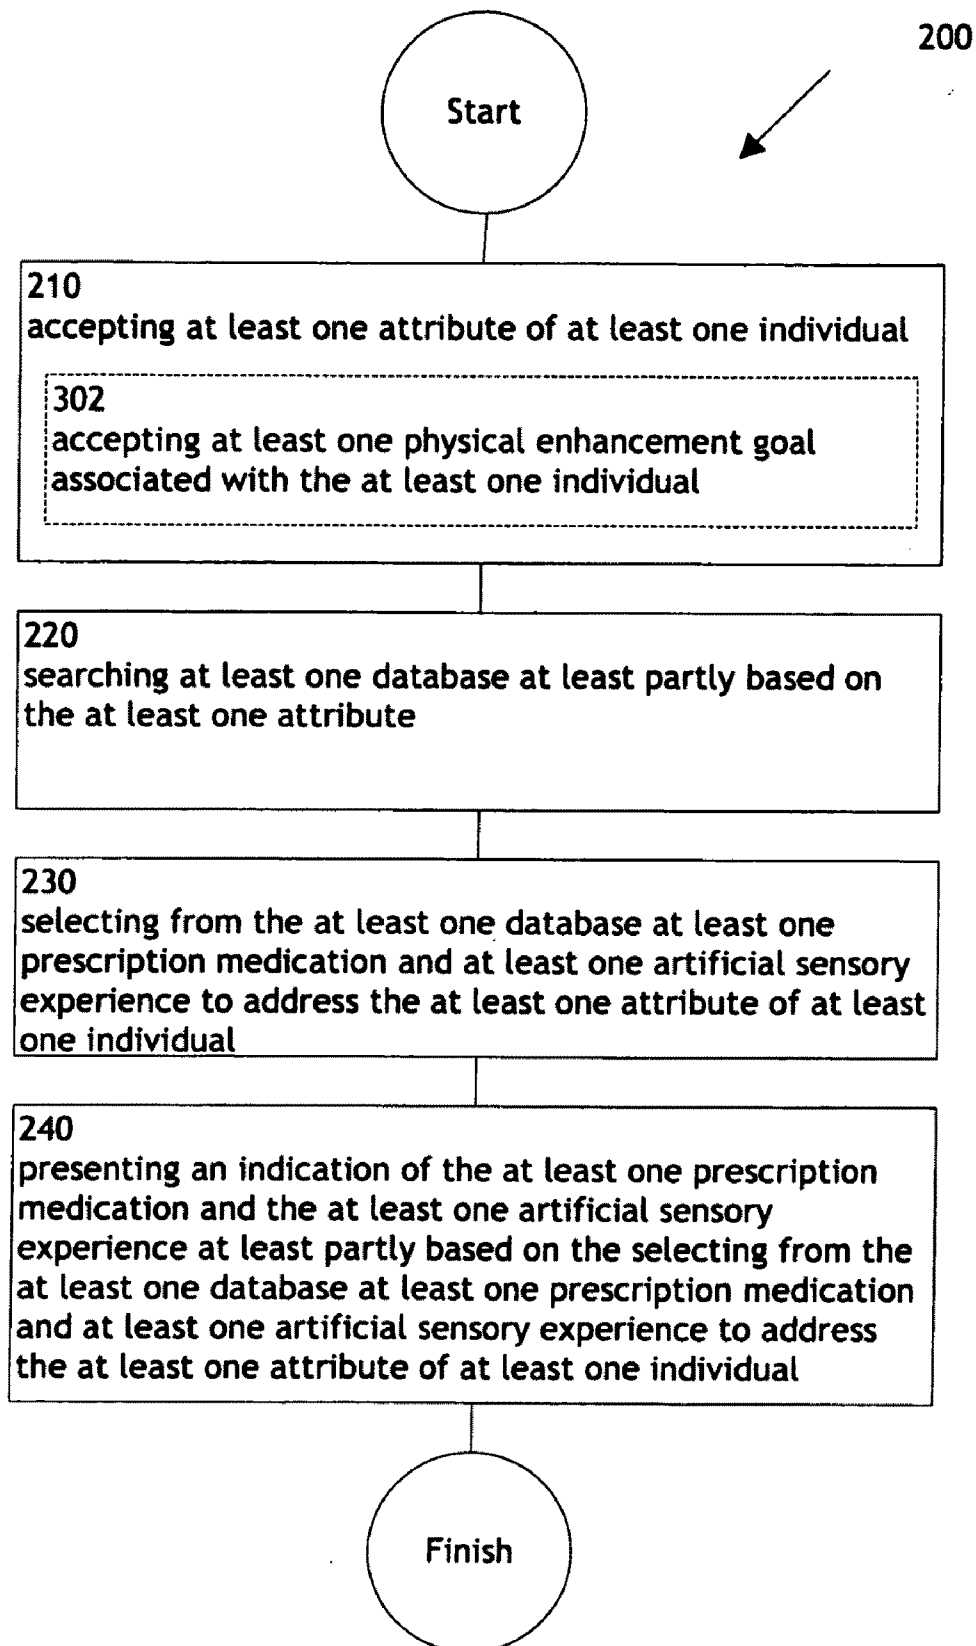 200
Start
210
accepting at least one attribute of at least one individual
302
accepting at least one physical enhancement goal
associated with the at least one individual
220
searching at least one database at least partly based on
the at least one attribute
230
selecting from the at least one database at least one
prescription medication and at least one artificial sensory
experience to address the at least one attribute of at least
one individual
240
presenting an indication of the at least one prescription
medication and the at least one artificial sensory
experience at least partly based on the selecting from the
at least one database at least one prescription medication
and at least one artificial sensory experience to address
the at least one attribute of at least one individual
Finish